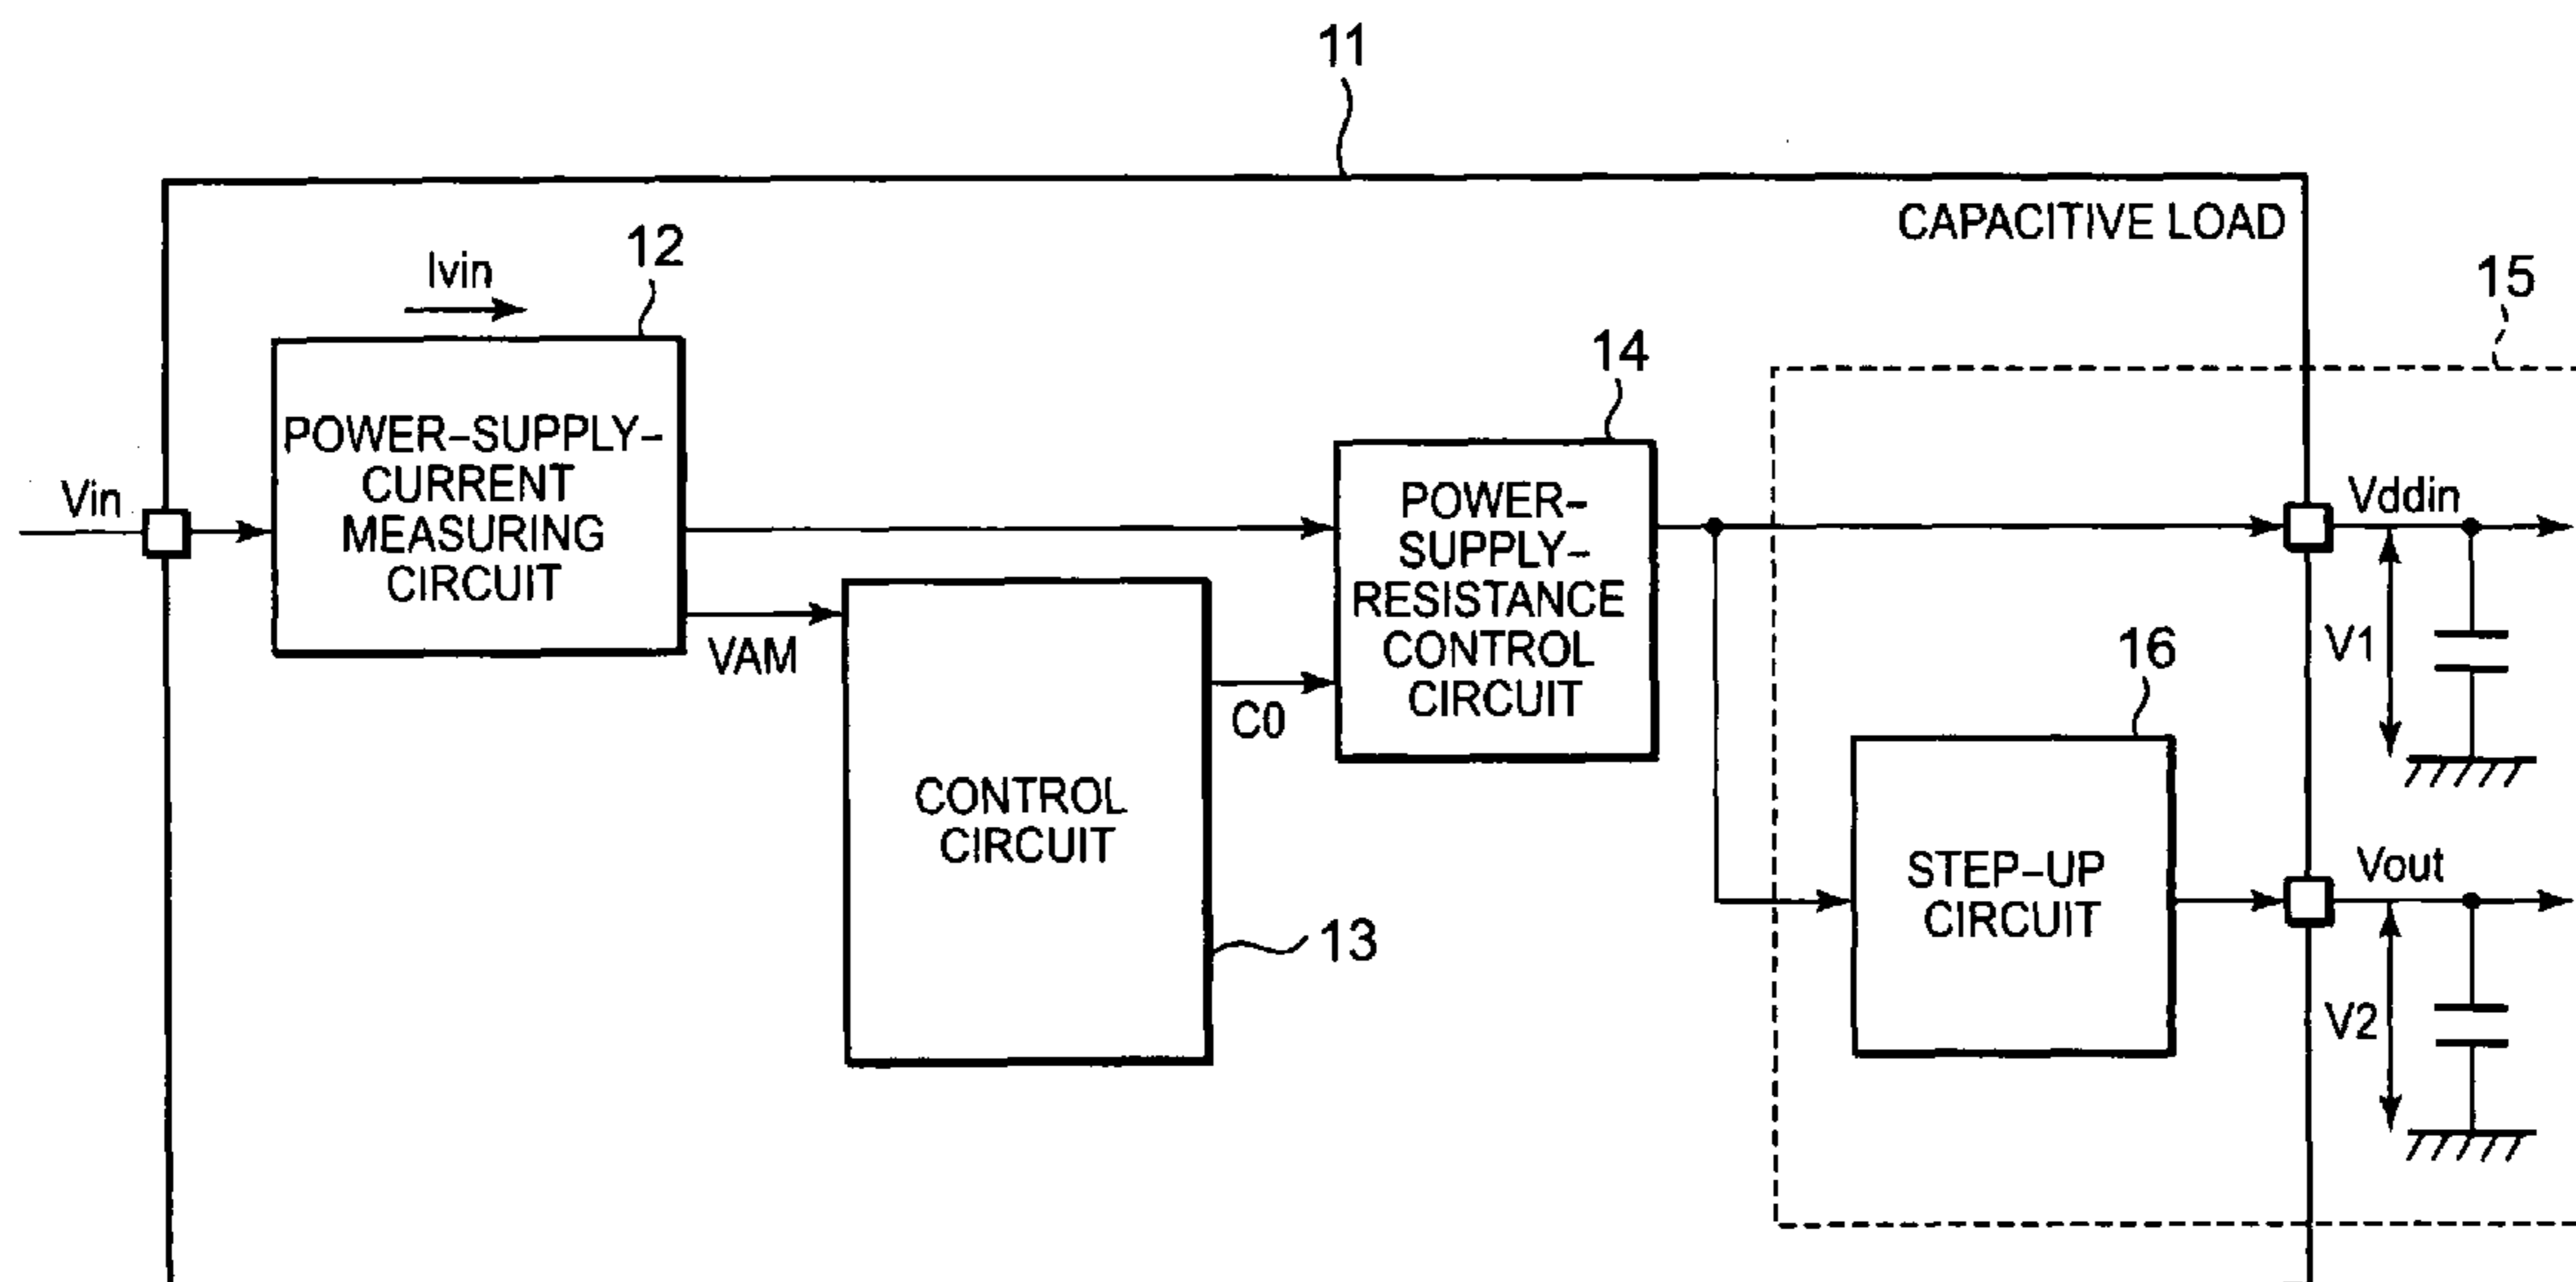 11
CAPACITIVE LOAD
12
Ivin
15
14
POWER–SUPPLY–
CURRENT
MEASURING
CIRCUIT
Vin
POWER–
SUPPLY–
RESISTANCE
CONTROL
CIRCUIT
Vddin
V1
VAM
16
C0
CONTROL
CIRCUIT
STEP–UP
CIRCUIT
Vout
13
V2